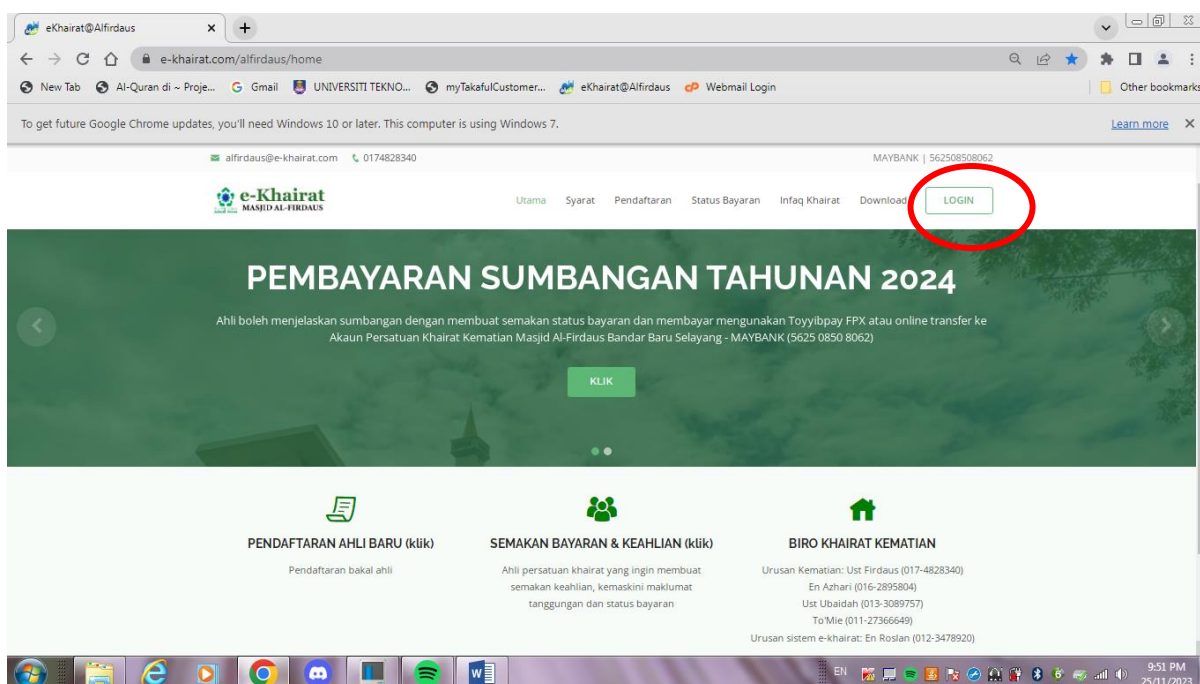 eKhairat@Alfirdaus
e-khairat.com/alfirdaus/home
New Tab Al-Quran di ~ Proje... Gmail UNIVERSITI TEKNO... myTakafulCustomer... eKhairat@Alfirdaus Webmail Login Other bookmarks
To get future Google Chrome updates, you'll need Windows 10 or later. This computer is using Windows 7. Learn more
alfirdaus@e-khairat.com 0174828340 MAYBANK | 562508508062
e-Khairat
MASJID AL-FIRDAUS
Utama Syarat Pendaftaran Status Bayaran Infaq Khairat Download LOGIN
PEMBAYARAN SUMBANGAN TAHUNAN 2024
Ahli boleh menjelaskan sumbangan dengan membuat semakan status bayaran dan membayar mengunakan Toyyibpay FPX atau online transfer ke
Akaun Persatuan Khairat Kematian Masjid Al-Firdaus Bandar Baru Selayang - MAYBANK (5625 0850 8062)
KLIK
PENDAFTARAN AHLI BARU (klik)
Pendaftaran bakal ahli
SEMAKAN BAYARAN & KEAHLIAN (klik)
Ahli persatuan khairat yang ingin membuat
semakan keahlian, kemaskini maklumat
tanggungan dan status bayaran
BIRO KHAIRAT KEMATIAN
Urusan Kematian: Ust Firdaus (017-4828340)
En Azhari (016-2895804)
Ust Ubaidah (013-3089757)
To'Mie (011-27366649)
Urusan sistem e-khairat: En Roslan (012-3478920)
EN
9:51 PM
25/11/2023